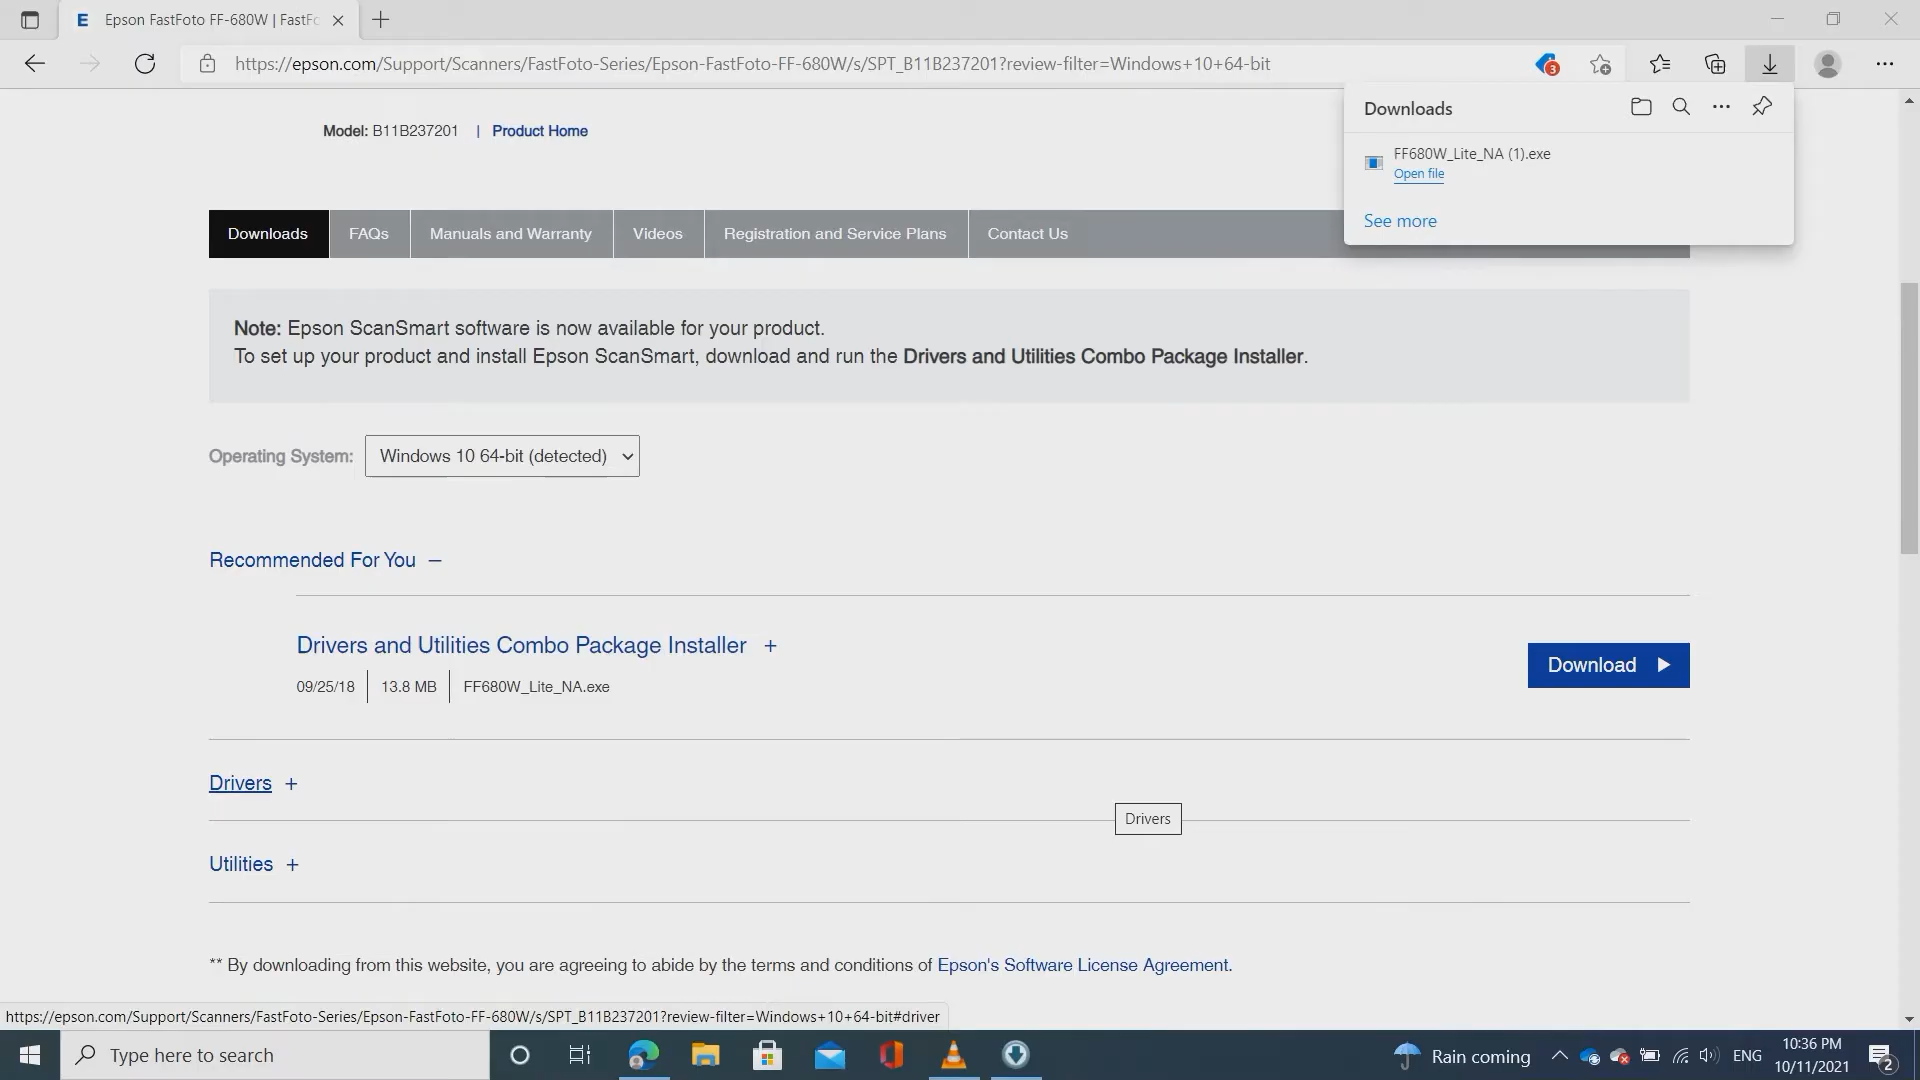 Epson FastFoto FF-680W | FastFo
https://epson.com/Support/Scanners/FastFoto-Series/Epson-FastFoto-FF-680W/s/SPT_B11B237201?review-filter=Windows+10+64-bit
3
Downloads
FF680W_Lite_NA (1).exe
Open file
See more
Model: B11B237201 | Product Home
Downloads FAQs Manuals and Warranty Videos Registration and Service Plans Contact Us
Note: Epson ScanSmart software is now available for your product.
To set up your product and install Epson ScanSmart, download and run the Drivers and Utilities Combo Package Installer.
Operating System: Windows 10 64-bit (detected)
Recommended For You –
Drivers and Utilities Combo Package Installer +
09/25/18 | 13.8 MB | FF680W_Lite_NA.exe
Download
Drivers +
Drivers
Utilities +
** By downloading from this website, you are agreeing to abide by the terms and conditions of Epson's Software License Agreement.
https://epson.com/Support/Scanners/FastFoto-Series/Epson-FastFoto-FF-680W/s/SPT_B11B237201?review-filter=Windows+10+64-bit#driver
Type here to search
Rain coming
ENG
10:36 PM
10/11/2021
2